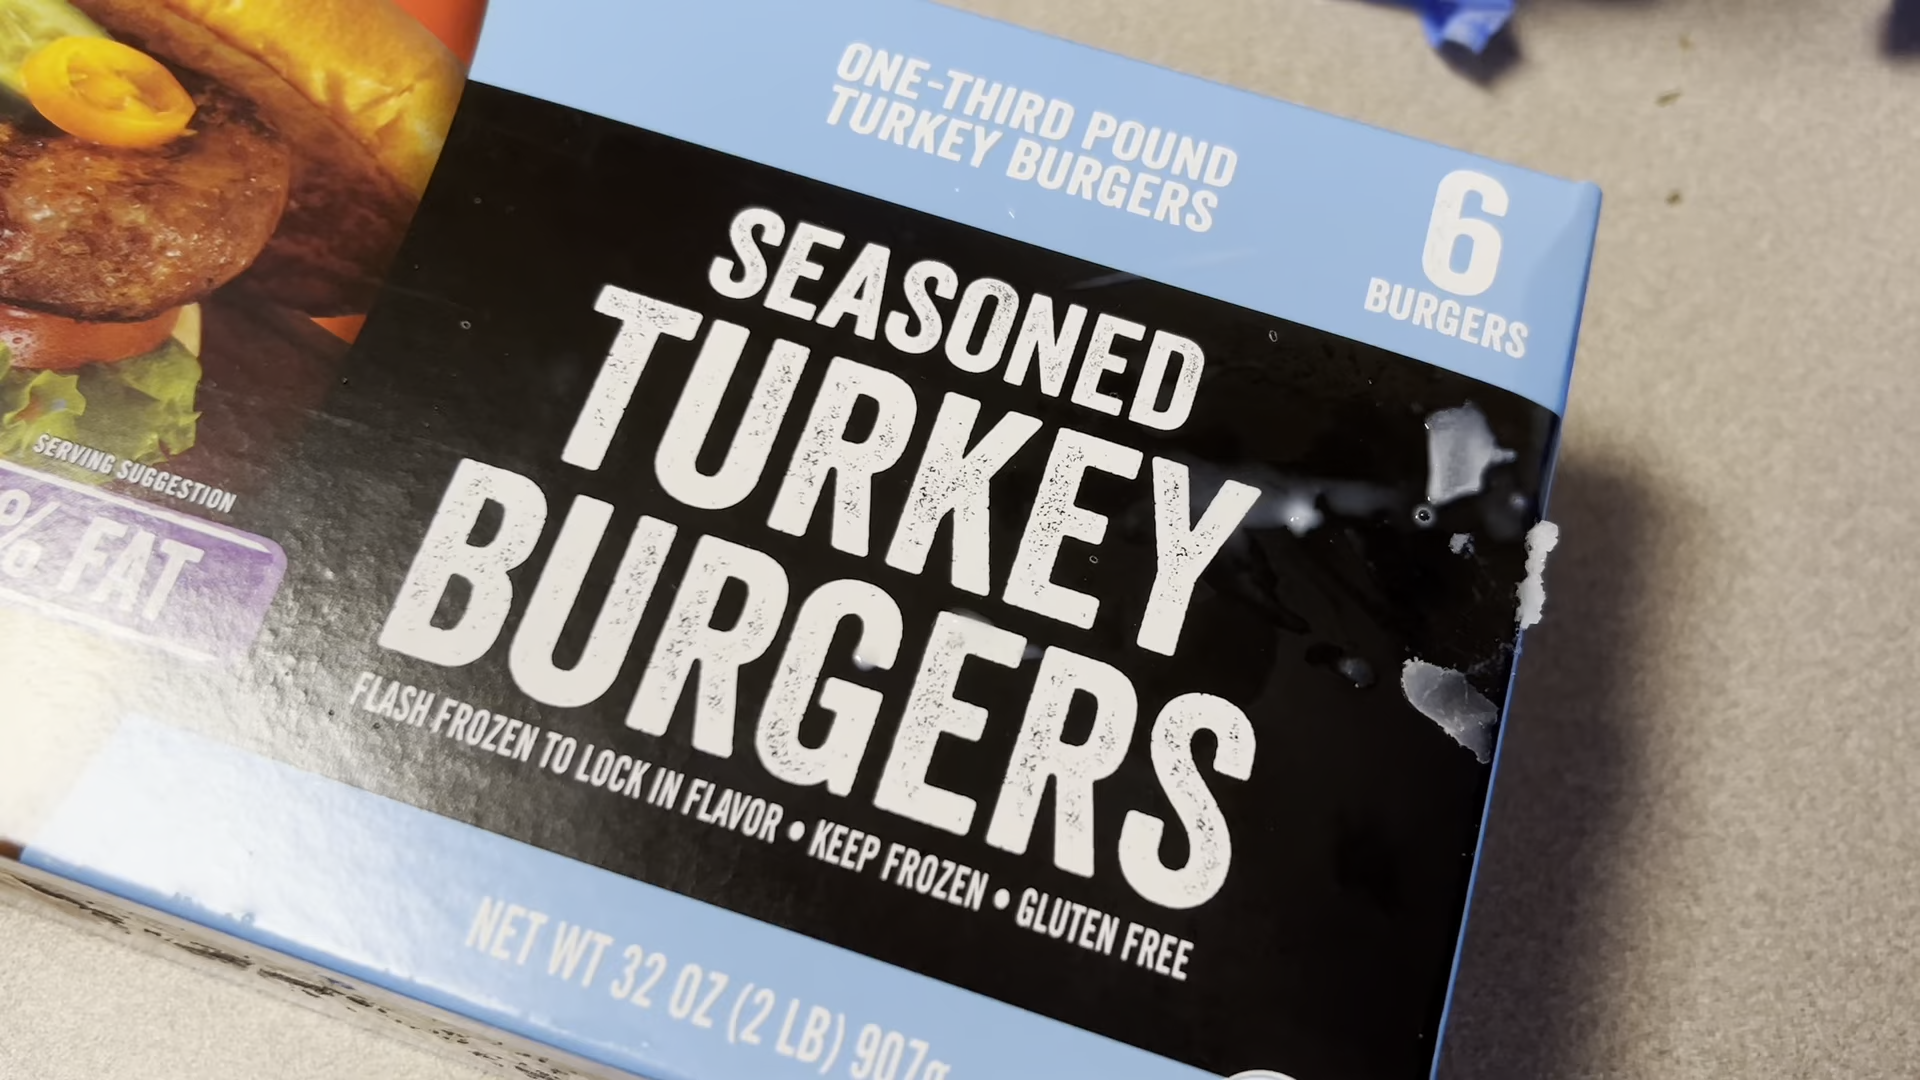 ONE-THIRD POUND
TURKEY BURGERS
6
BURGERS
SEASONED
TURKEY
BURGERS
SERVING SUGGESTION
% FAT
FLASH FROZEN TO LOCK IN FLAVOR • KEEP FROZEN • GLUTEN FREE
NET WT 32 OZ (2 LB) 907g